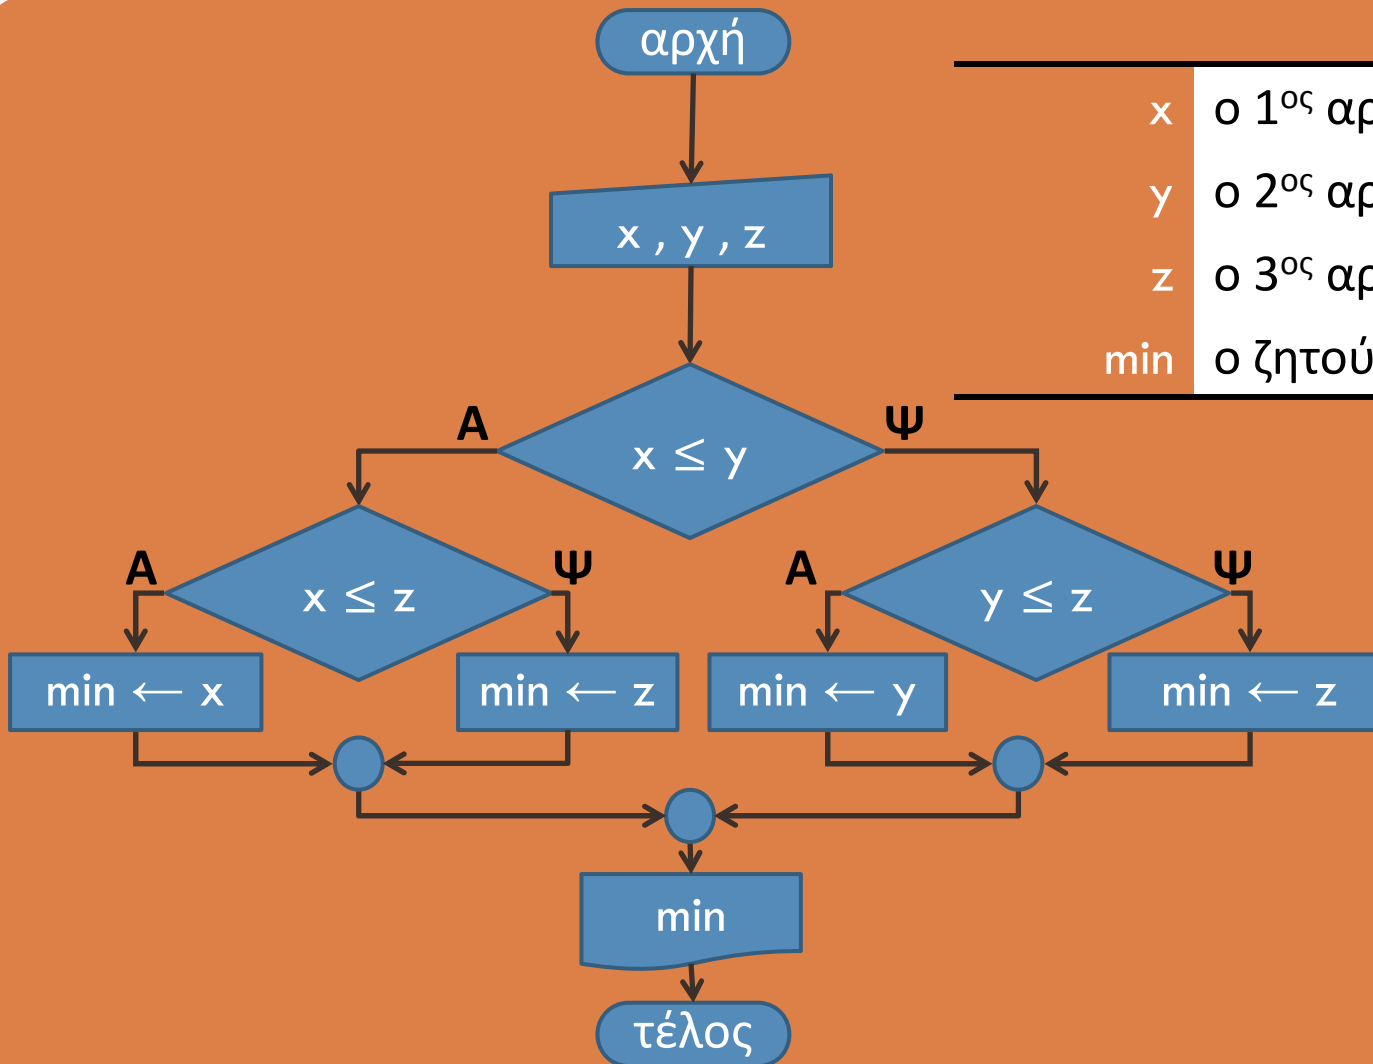 αρχή
x ο 1ος
y ο 2ος
z ο 3ος
min ο
x , y , z
Α Ψ
x ≤ y
Α Ψ Α Ψ
x ≤ z y ≤ z
min ← x min ← z min ← y min ← z
min
τέλος